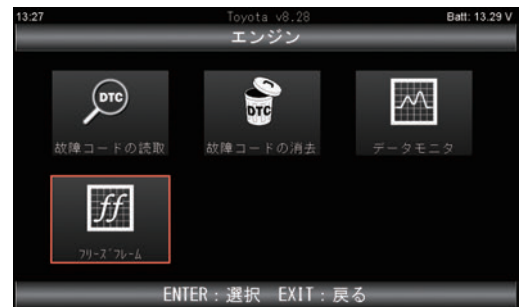 13:27 Toyota v8.28 Batt: 13.29 V
エンジン
DTC DTC
故障コードの読取 故障コードの消去 データモニタ
ff
フリーズフレーム
ENTER：選択 EXIT：戻る